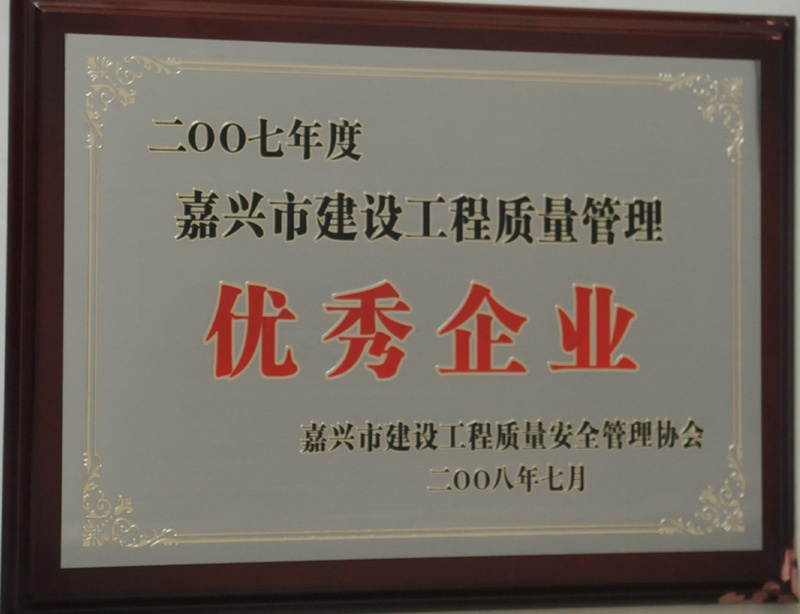 二OO七年度
嘉兴市建设工程质量管理
优秀企业
嘉兴市建设工程质量安全管理协会
二OO八年七月